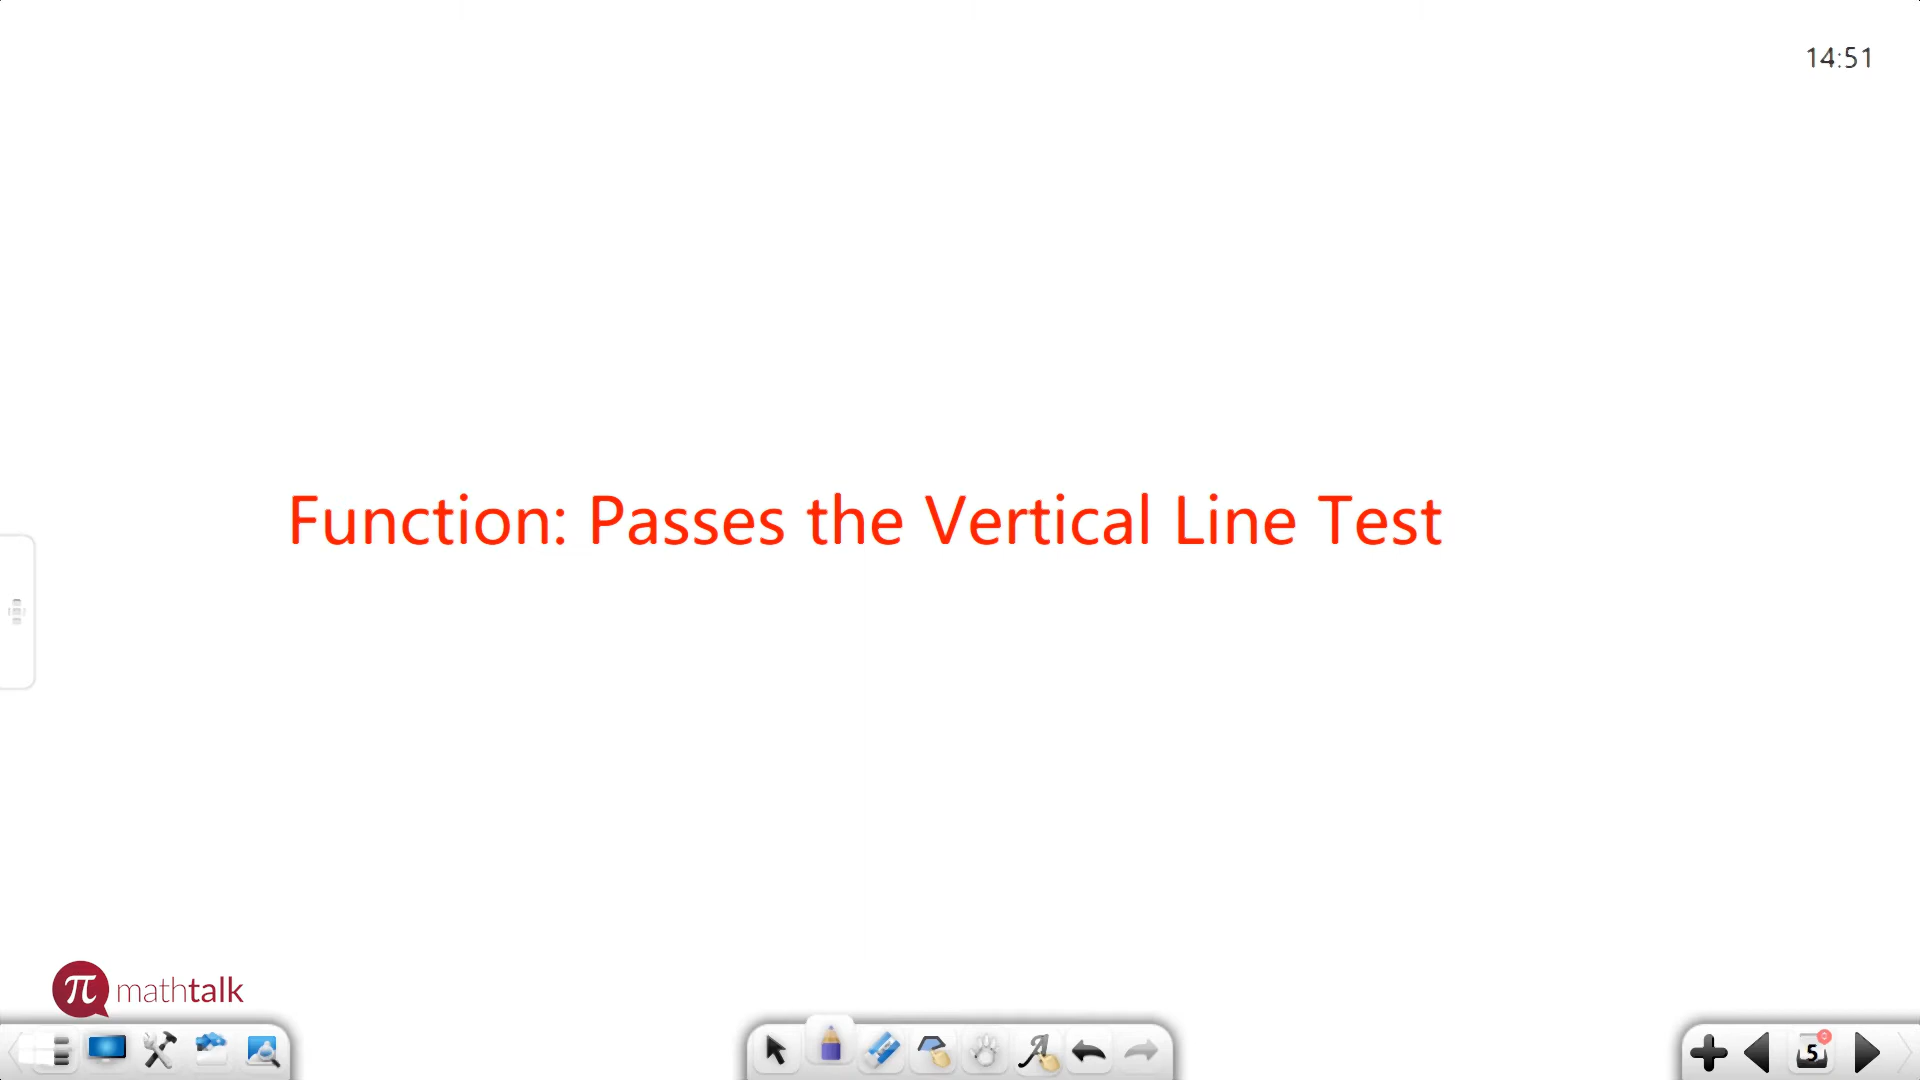 14:51
Function: Passes the Vertical Line Test
π mathtalk
5